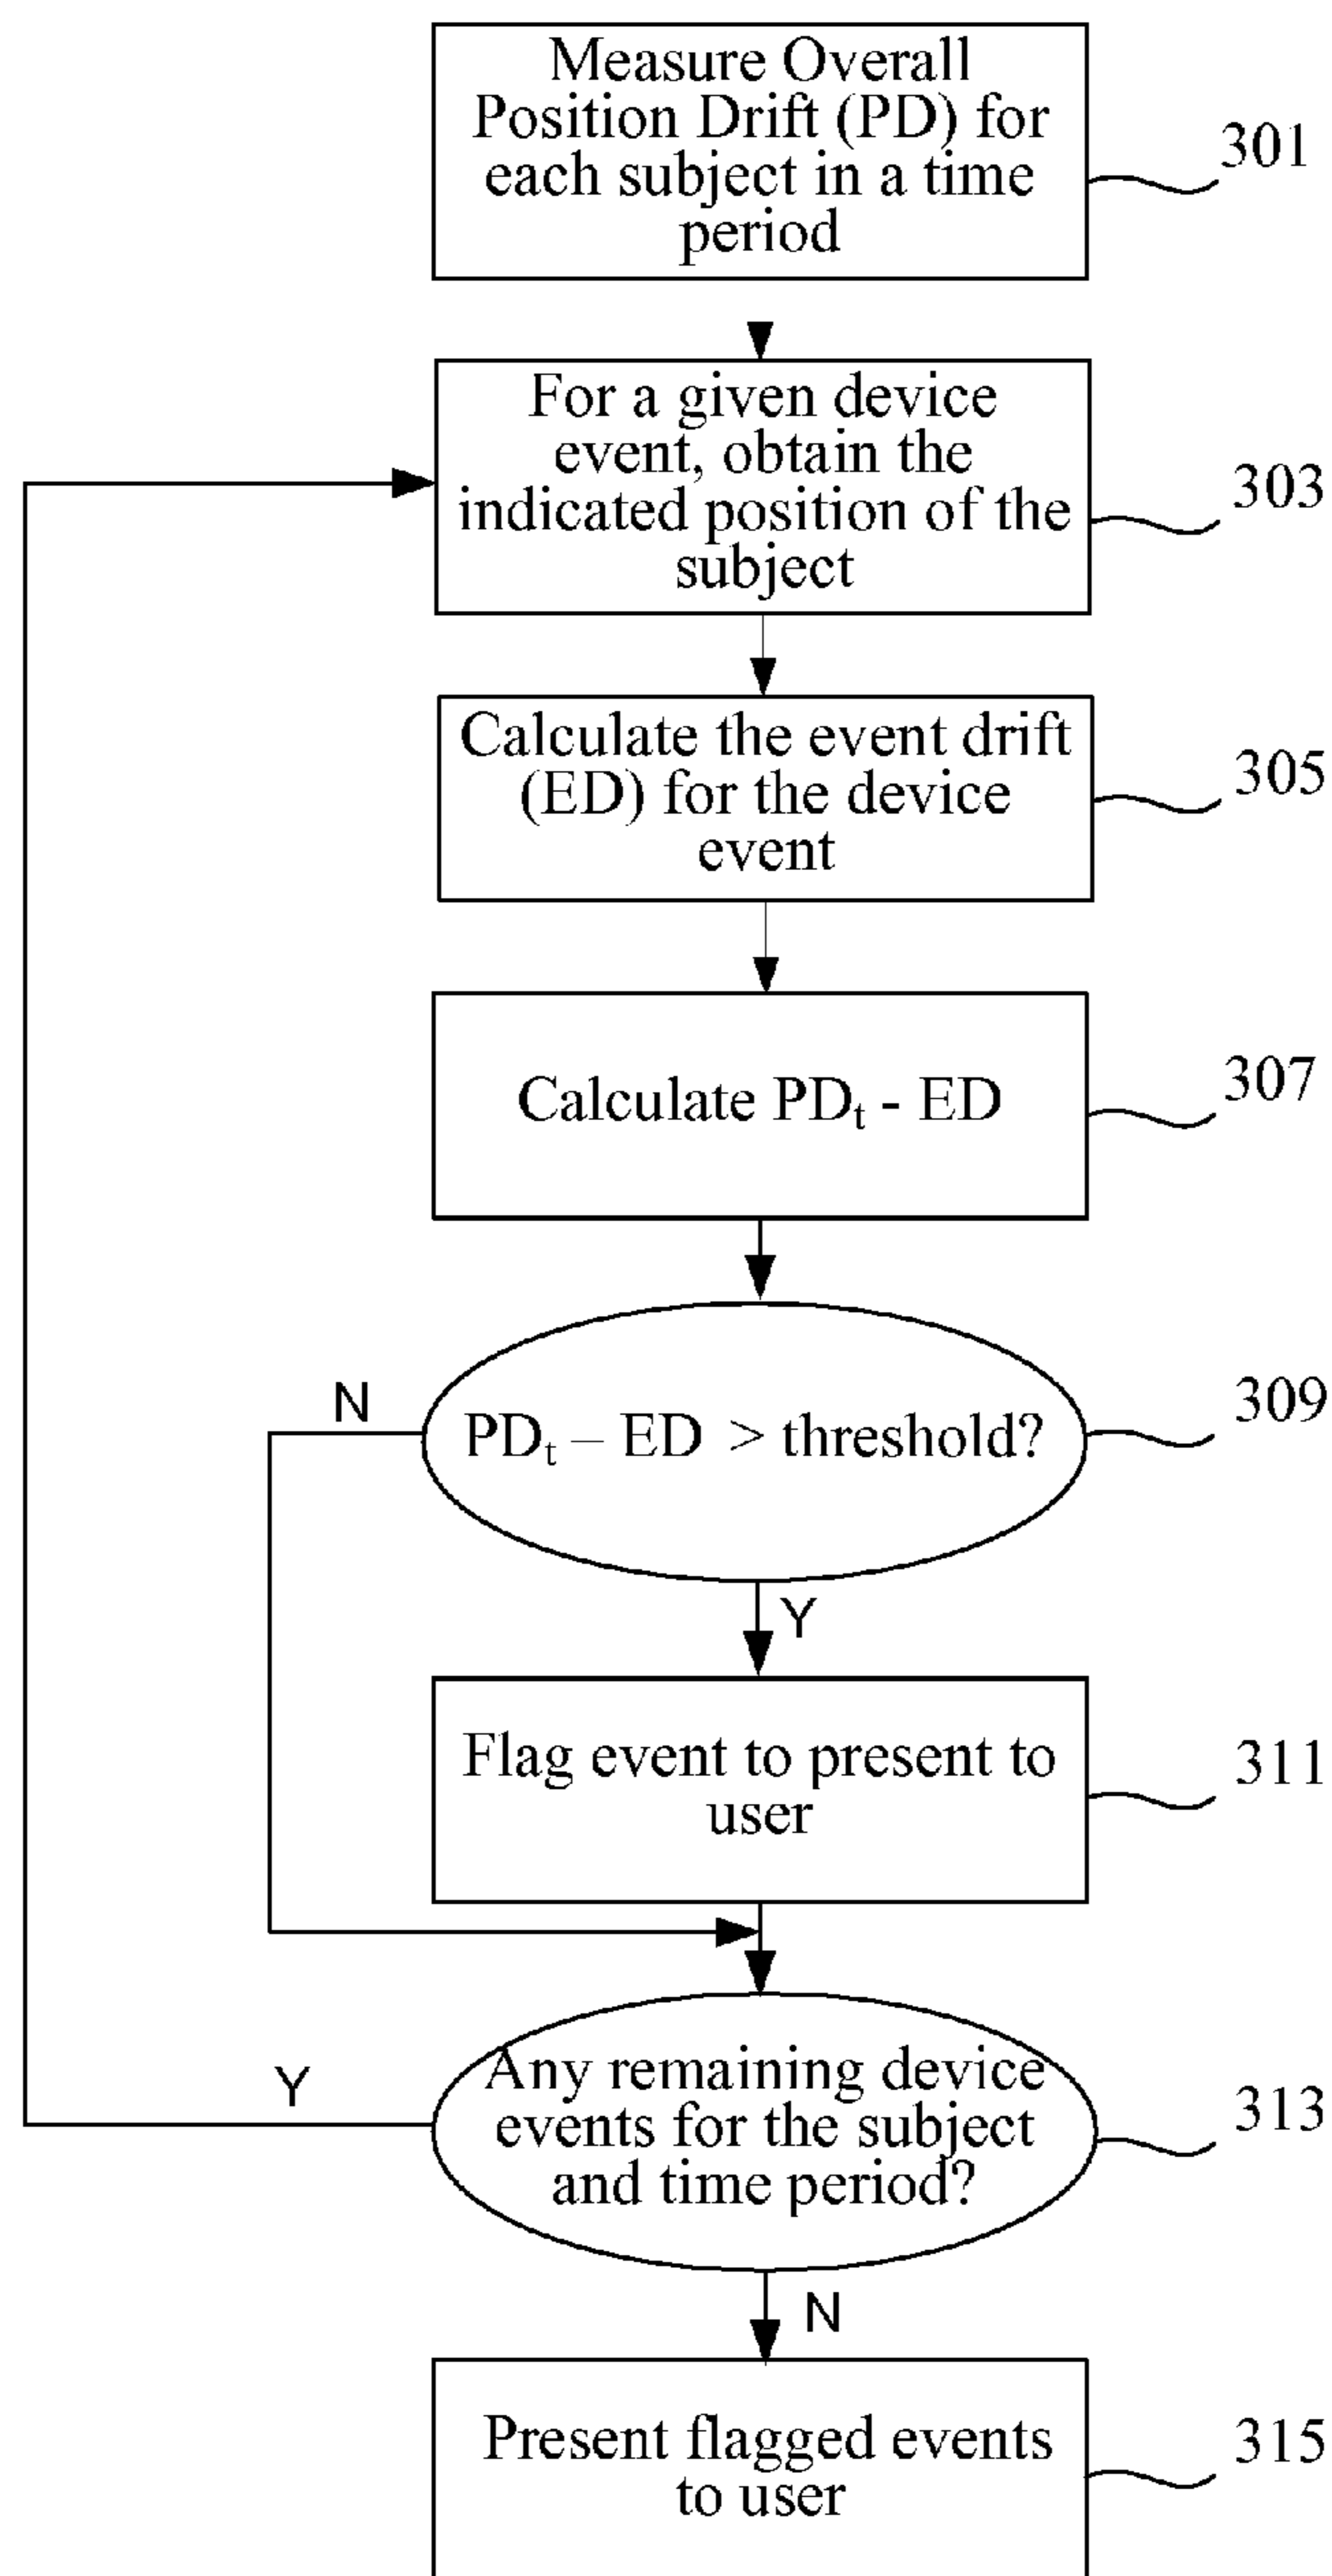 Measure Overall
Position Drift (PD) for
each subject in a time
period
301
For a given device
event, obtain the
indicated position of the
subject
303
Calculate the event drift
(ED) for the device
event
305
Calculate PDt - ED
307
N
PDt – ED > threshold?
309
Y
Flag event to present to
user
311
Y
Any remaining device
events for the subject
and time period?
313
N
Present flagged events
to user
315